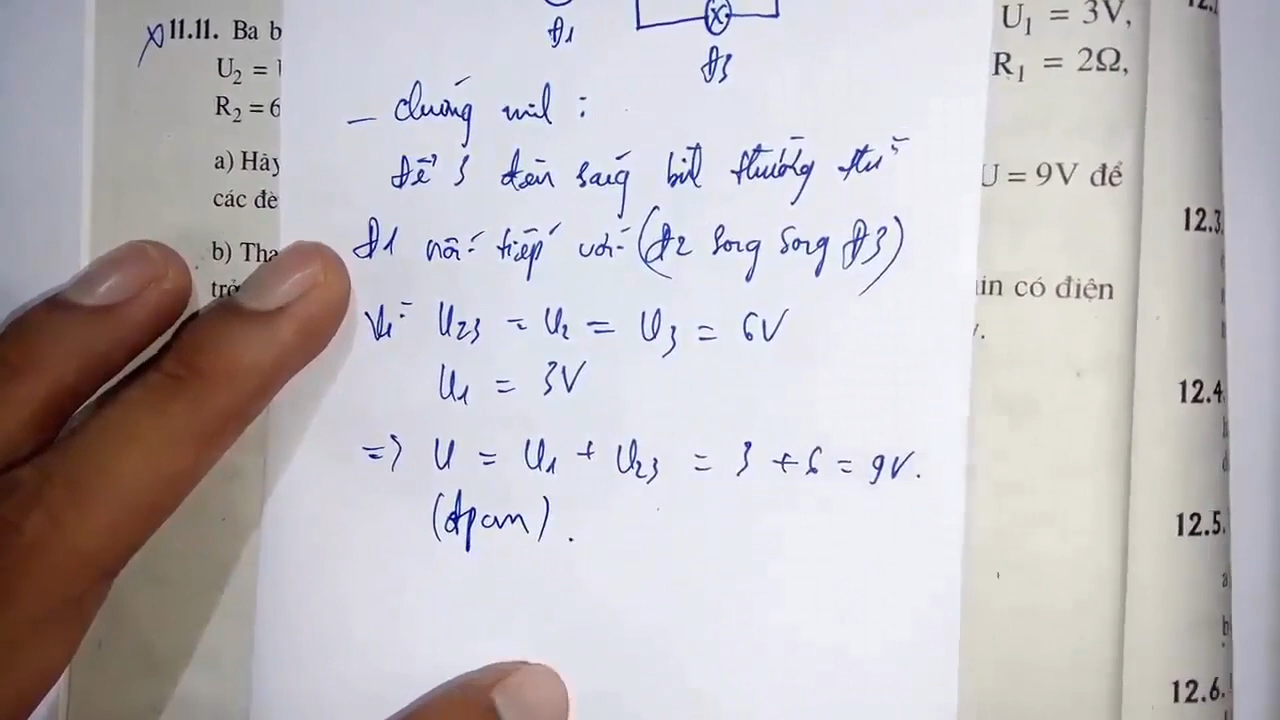 11.11. Ba b
U1 = 3V,
U2 =
R1 = 2Ω,
R2 = 6
a) Hãy
U = 9V để
các đè
b) Tha
trở
in có điện
Đ1
Đ3
– chứng minh :
Để 3 đèn sáng bình thường thì
Đ1 nối tiếp với (Đ2 song song Đ3)
Vì U23 = U2 = U3 = 6V
U1 = 3V
=> U = U1 + U23 = 3 + 6 = 9V.
(đpcm).
12.3
12.4
12.5.
a
b
12.6.